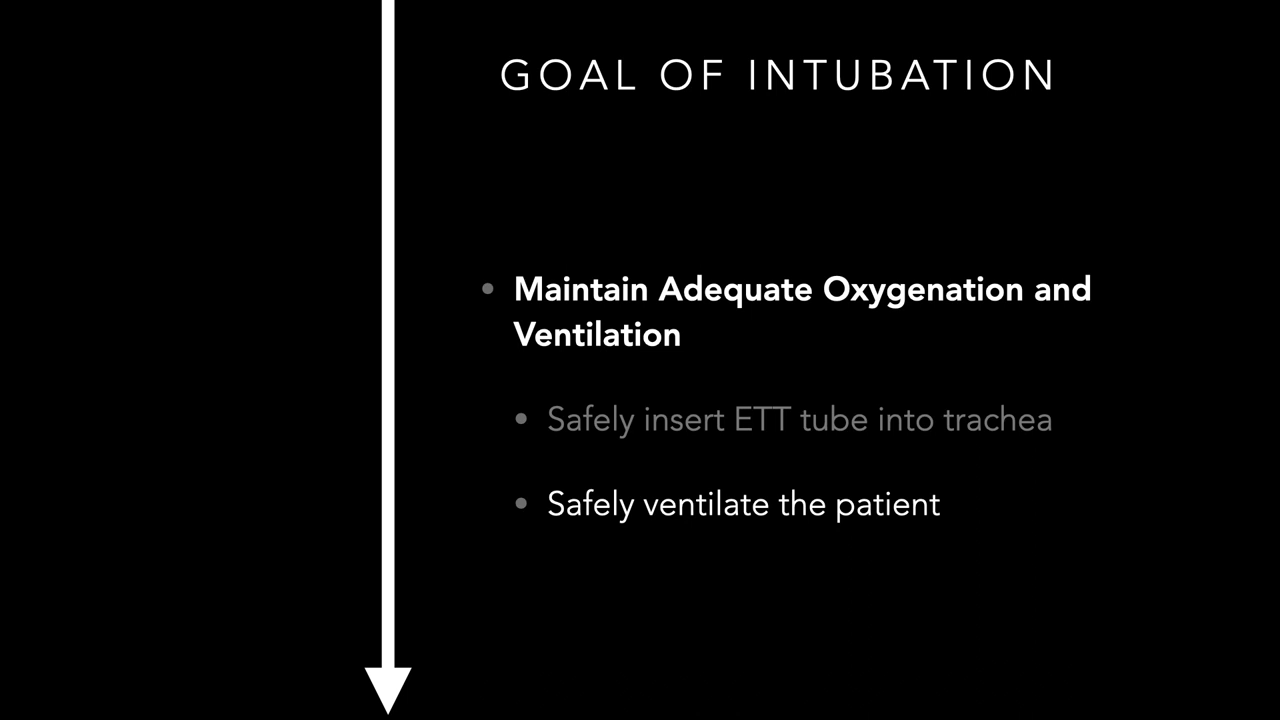 GOAL OF INTUBATION
• Maintain Adequate Oxygenation and
Ventilation
• Safely insert ETT tube into trachea
• Safely ventilate the patient